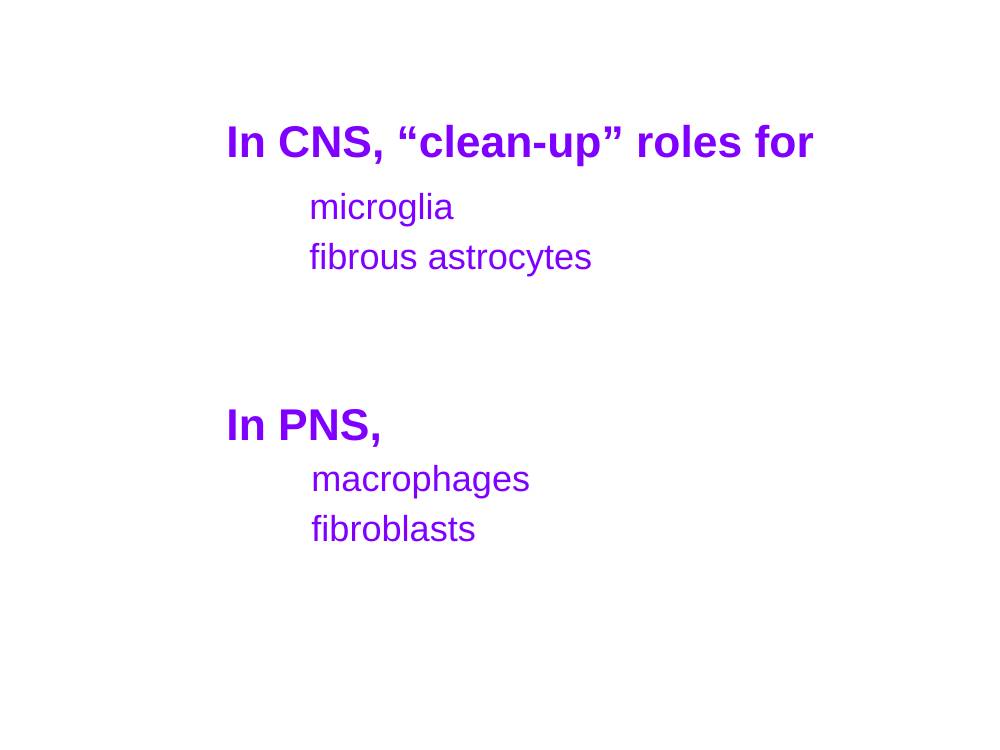 In CNS, “clean-up” roles for
microglia
fibrous astrocytes
In PNS,
macrophages
fibroblasts